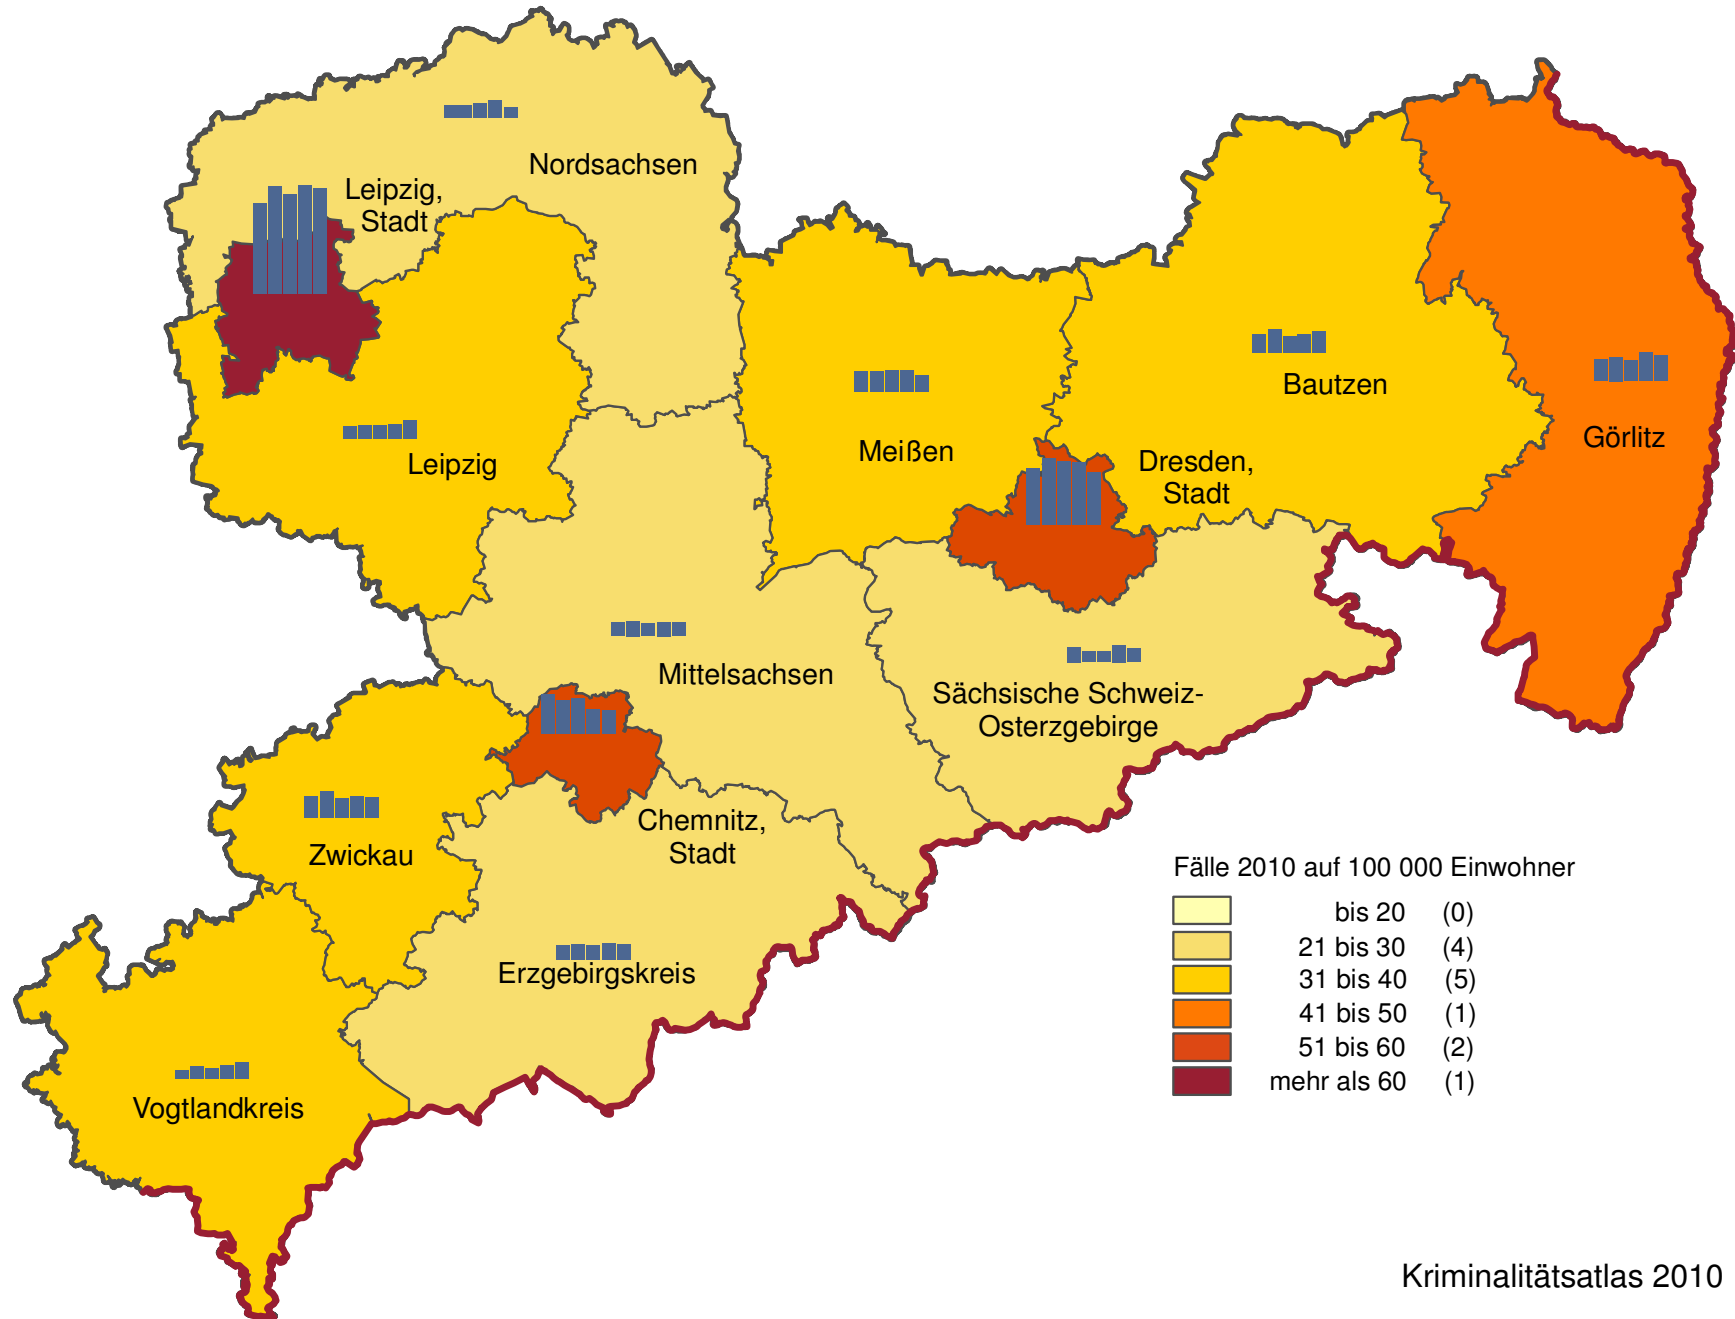 Nordsachsen
Leipzig,
Stadt
Leipzig
Meißen
Bautzen
Görlitz
Dresden,
Stadt
Mittelsachsen
Sächsische Schweiz-
Osterzgebirge
Chemnitz,
Stadt
Zwickau
Erzgebirgskreis
Vogtlandkreis
Fälle 2010 auf 100 000 Einwohner
bis 20 (0)
21 bis 30 (4)
31 bis 40 (5)
41 bis 50 (1)
51 bis 60 (2)
mehr als 60 (1)
Kriminalitätsatlas 2010